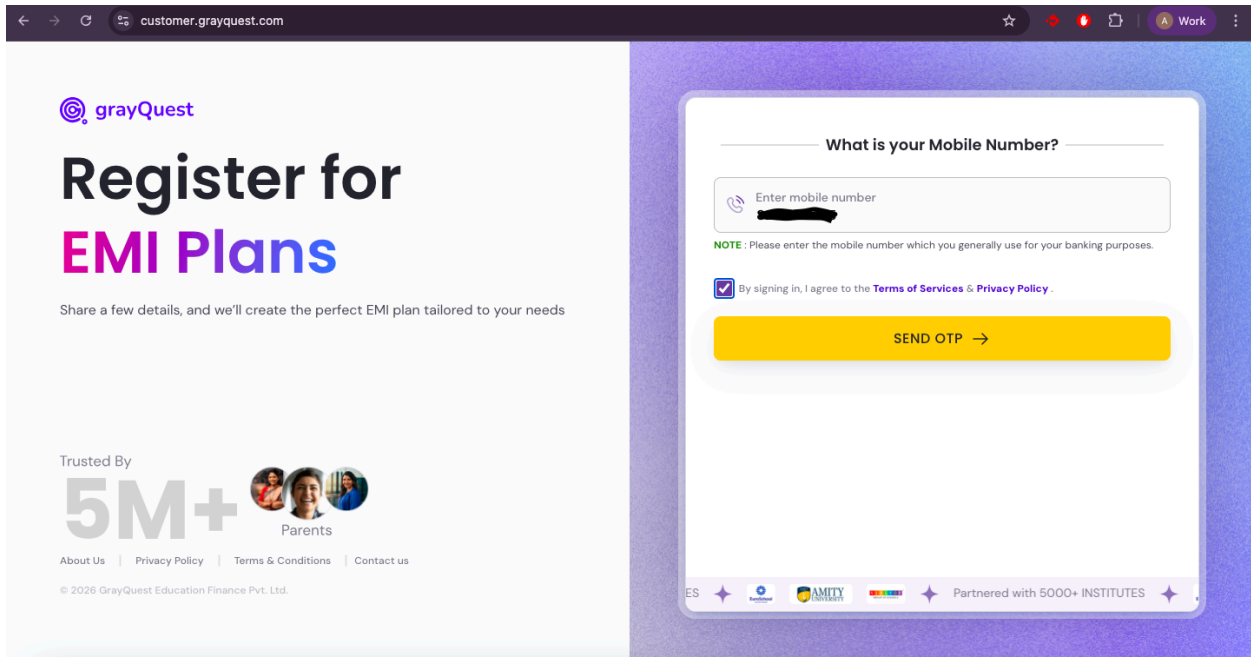 customer.grayquest.com
A Work
grayQuest
Register for
EMI Plans
Share a few details, and we'll create the perfect EMI plan tailored to your needs
Trusted By
5M+
Parents
About Us | Privacy Policy | Terms & Conditions | Contact us
© 2026 GrayQuest Education Finance Pvt. Ltd.
What is your Mobile Number?
Enter mobile number
NOTE : Please enter the mobile number which you generally use for your banking purposes.
By signing in, I agree to the Terms of Services & Privacy Policy .
SEND OTP →
ES
EuroSchool
AMITY
UNIVERSITY
Partnered with 5000+ INSTITUTES